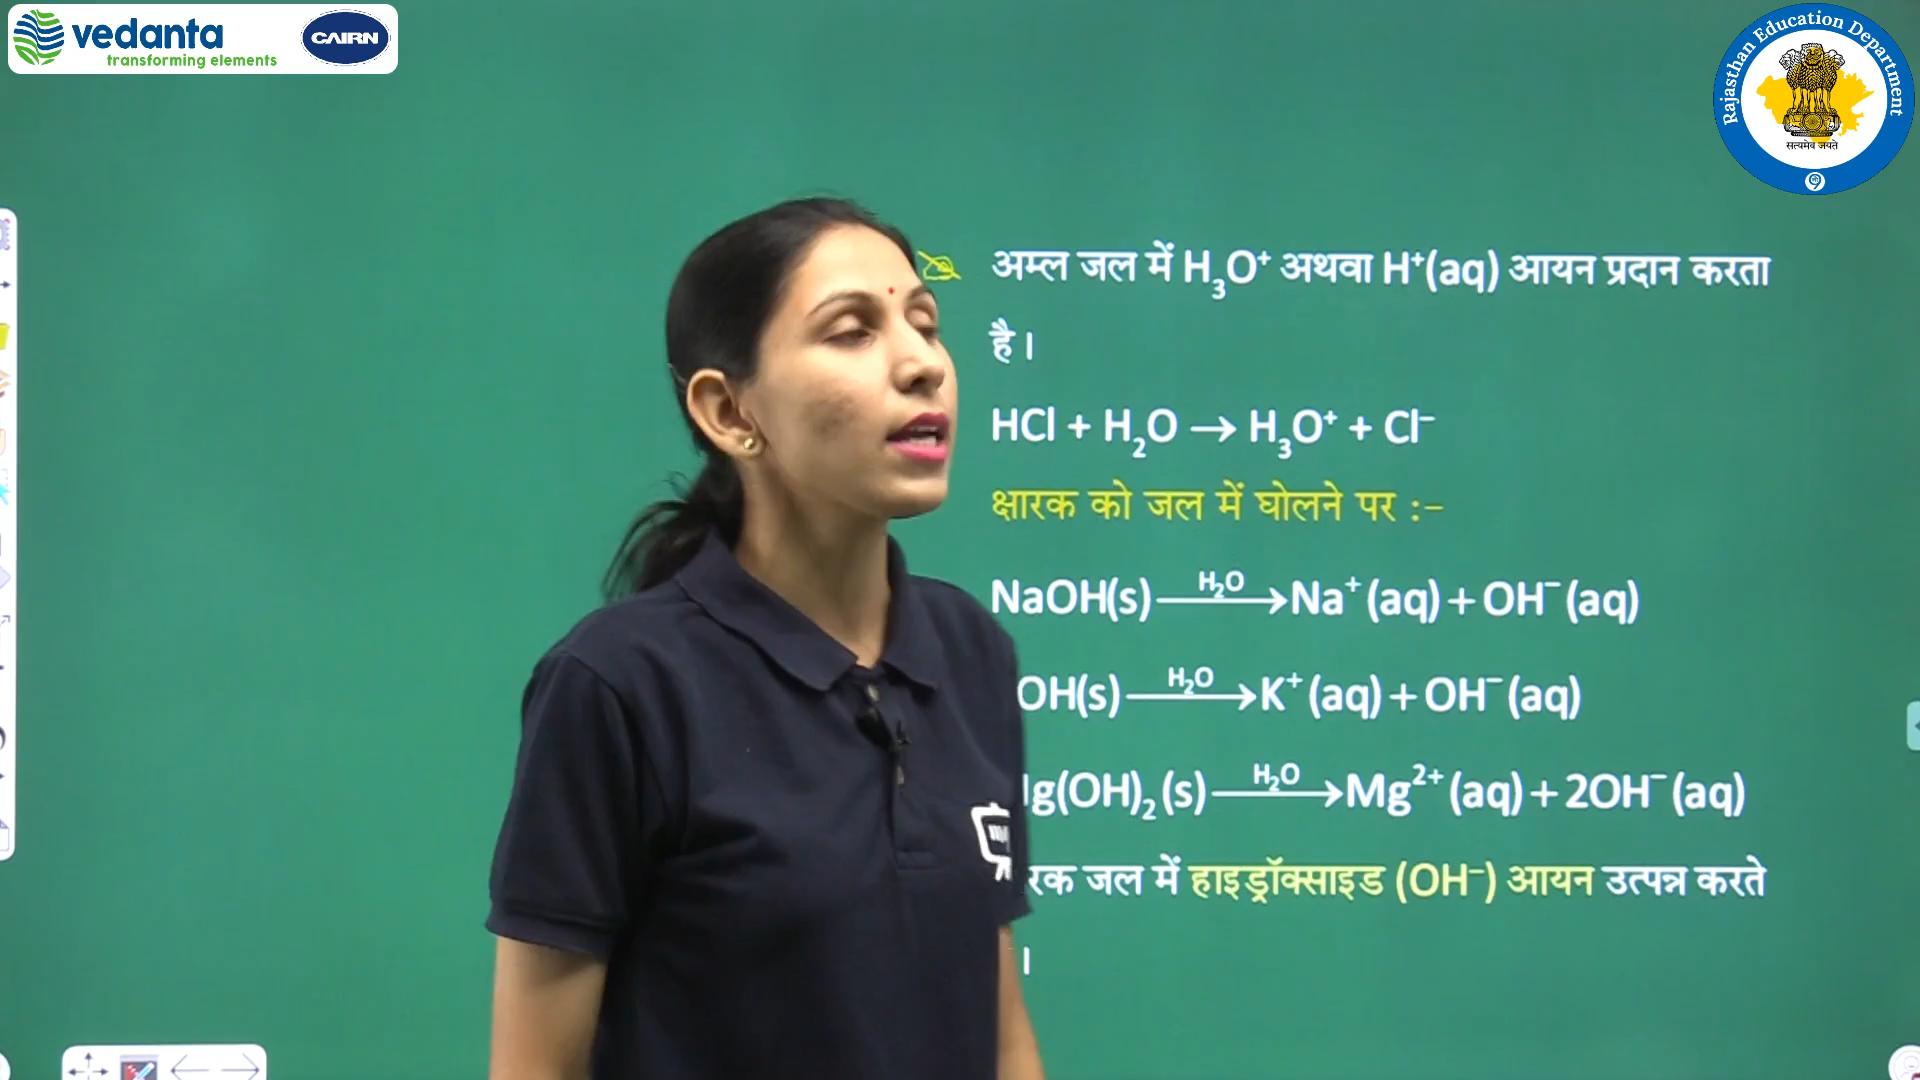 vedanta
transforming elements
CAIRN
Rajasthan Education Department
सत्यमेव जयते
अम्ल जल में H₃O⁺ अथवा H⁺(aq) आयन प्रदान करता
है।
HCl + H₂O → H₃O⁺ + Cl⁻
क्षारक को जल में घोलने पर :-
NaOH(s) —H₂O→ Na⁺(aq) + OH⁻(aq)
OH(s) —H₂O→ K⁺(aq) + OH⁻(aq)
g(OH)₂(s) —H₂O→ Mg²⁺(aq) + 2OH⁻(aq)
रक जल में हाइड्रॉक्साइड (OH⁻) आयन उत्पन्न करते
।